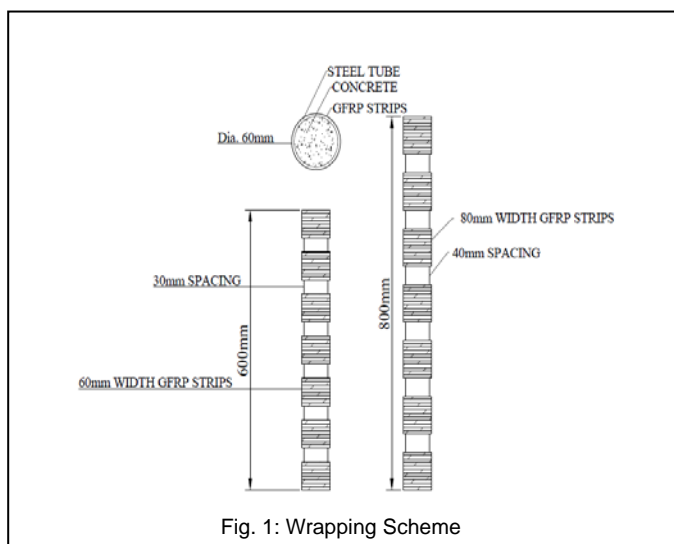 STEEL TUBE
CONCRETE
GFRP STRIPS
Dia. 60mm
80mm WIDTH GFRP STRIPS
40mm SPACING
30mm SPACING
800mm
600mm
60mm WIDTH GFRP STRIPS
Fig. 1: Wrapping Scheme